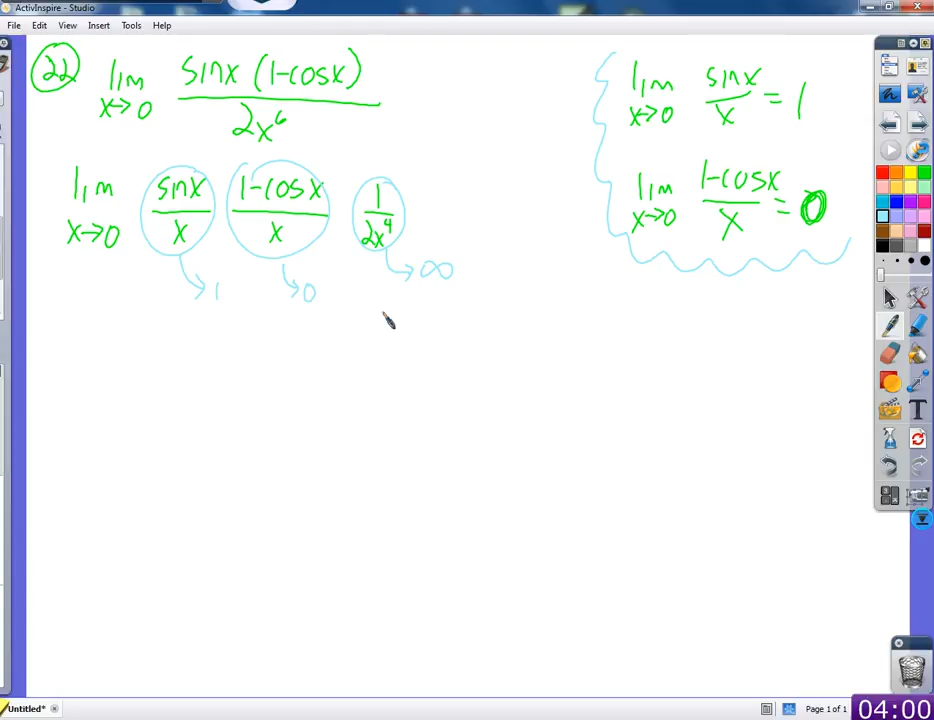 ActivInspire - Studio
File Edit View Insert Tools Help
22 lim x→0 sinx (1-cosx) / 2x⁶
lim x→0 sinx/x = 1
lim x→0 1-cosx/x = 0
lim x→0 sinx/x 1-cosx/x 1/2x⁴
→1 →0 →∞
T
Untitled* Page 1 of 1 04:00